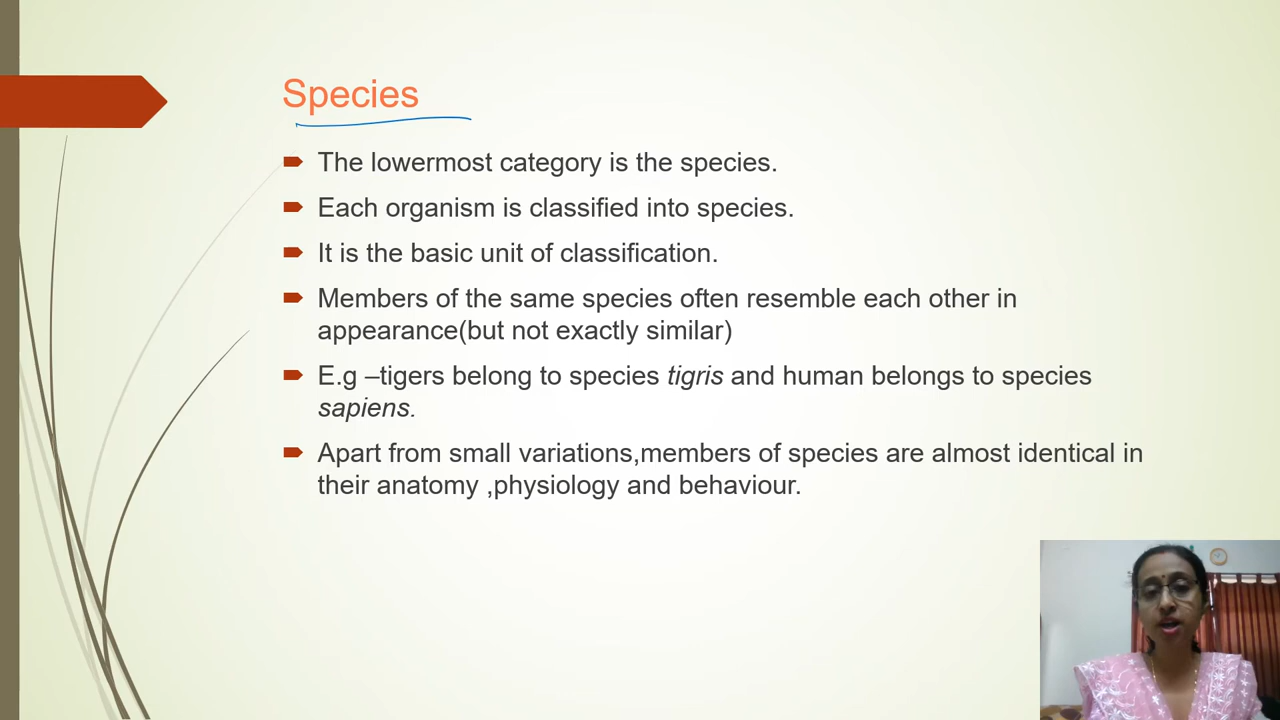 Species
The lowermost category is the species.
Each organism is classified into species.
It is the basic unit of classification.
Members of the same species often resemble each other in
appearance(but not exactly similar)
E.g –tigers belong to species tigris and human belongs to species
sapiens.
Apart from small variations,members of species are almost identical in
their anatomy ,physiology and behaviour.